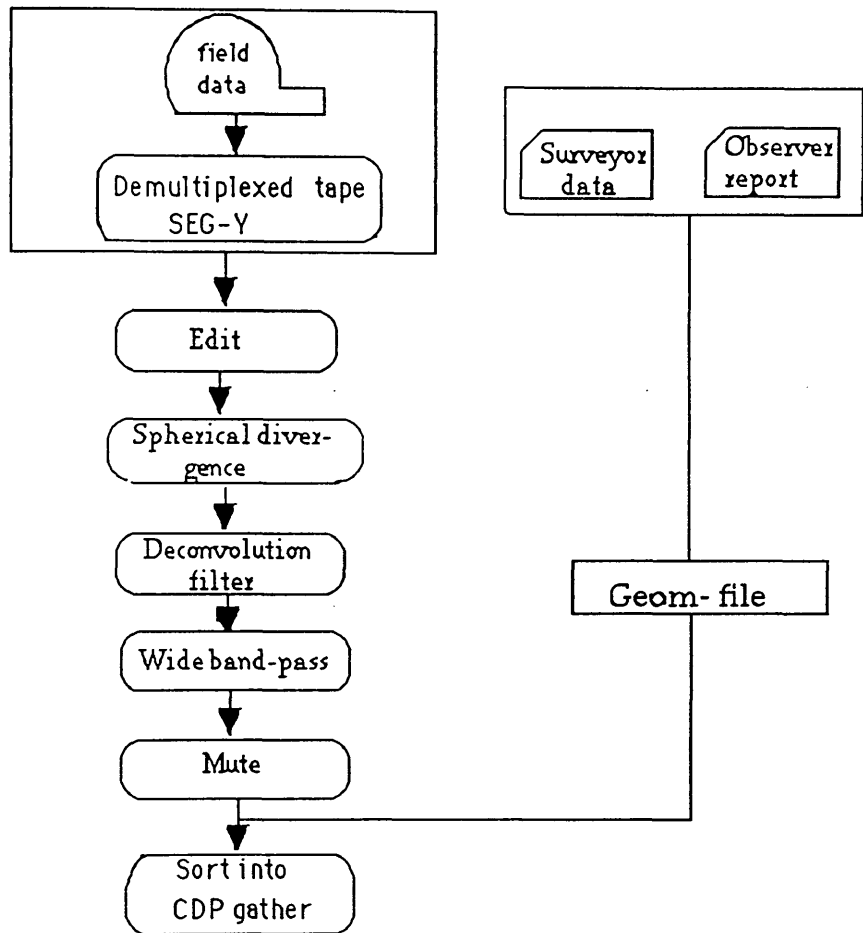 field
data
Demultiplexed tape
SEG-Y
Edit
Spherical diver-
gence
Deconvolution
filter
Wide band-pass
Mute
Sort into
CDP gather
Surveyor
data
Observer
report
Geom- file